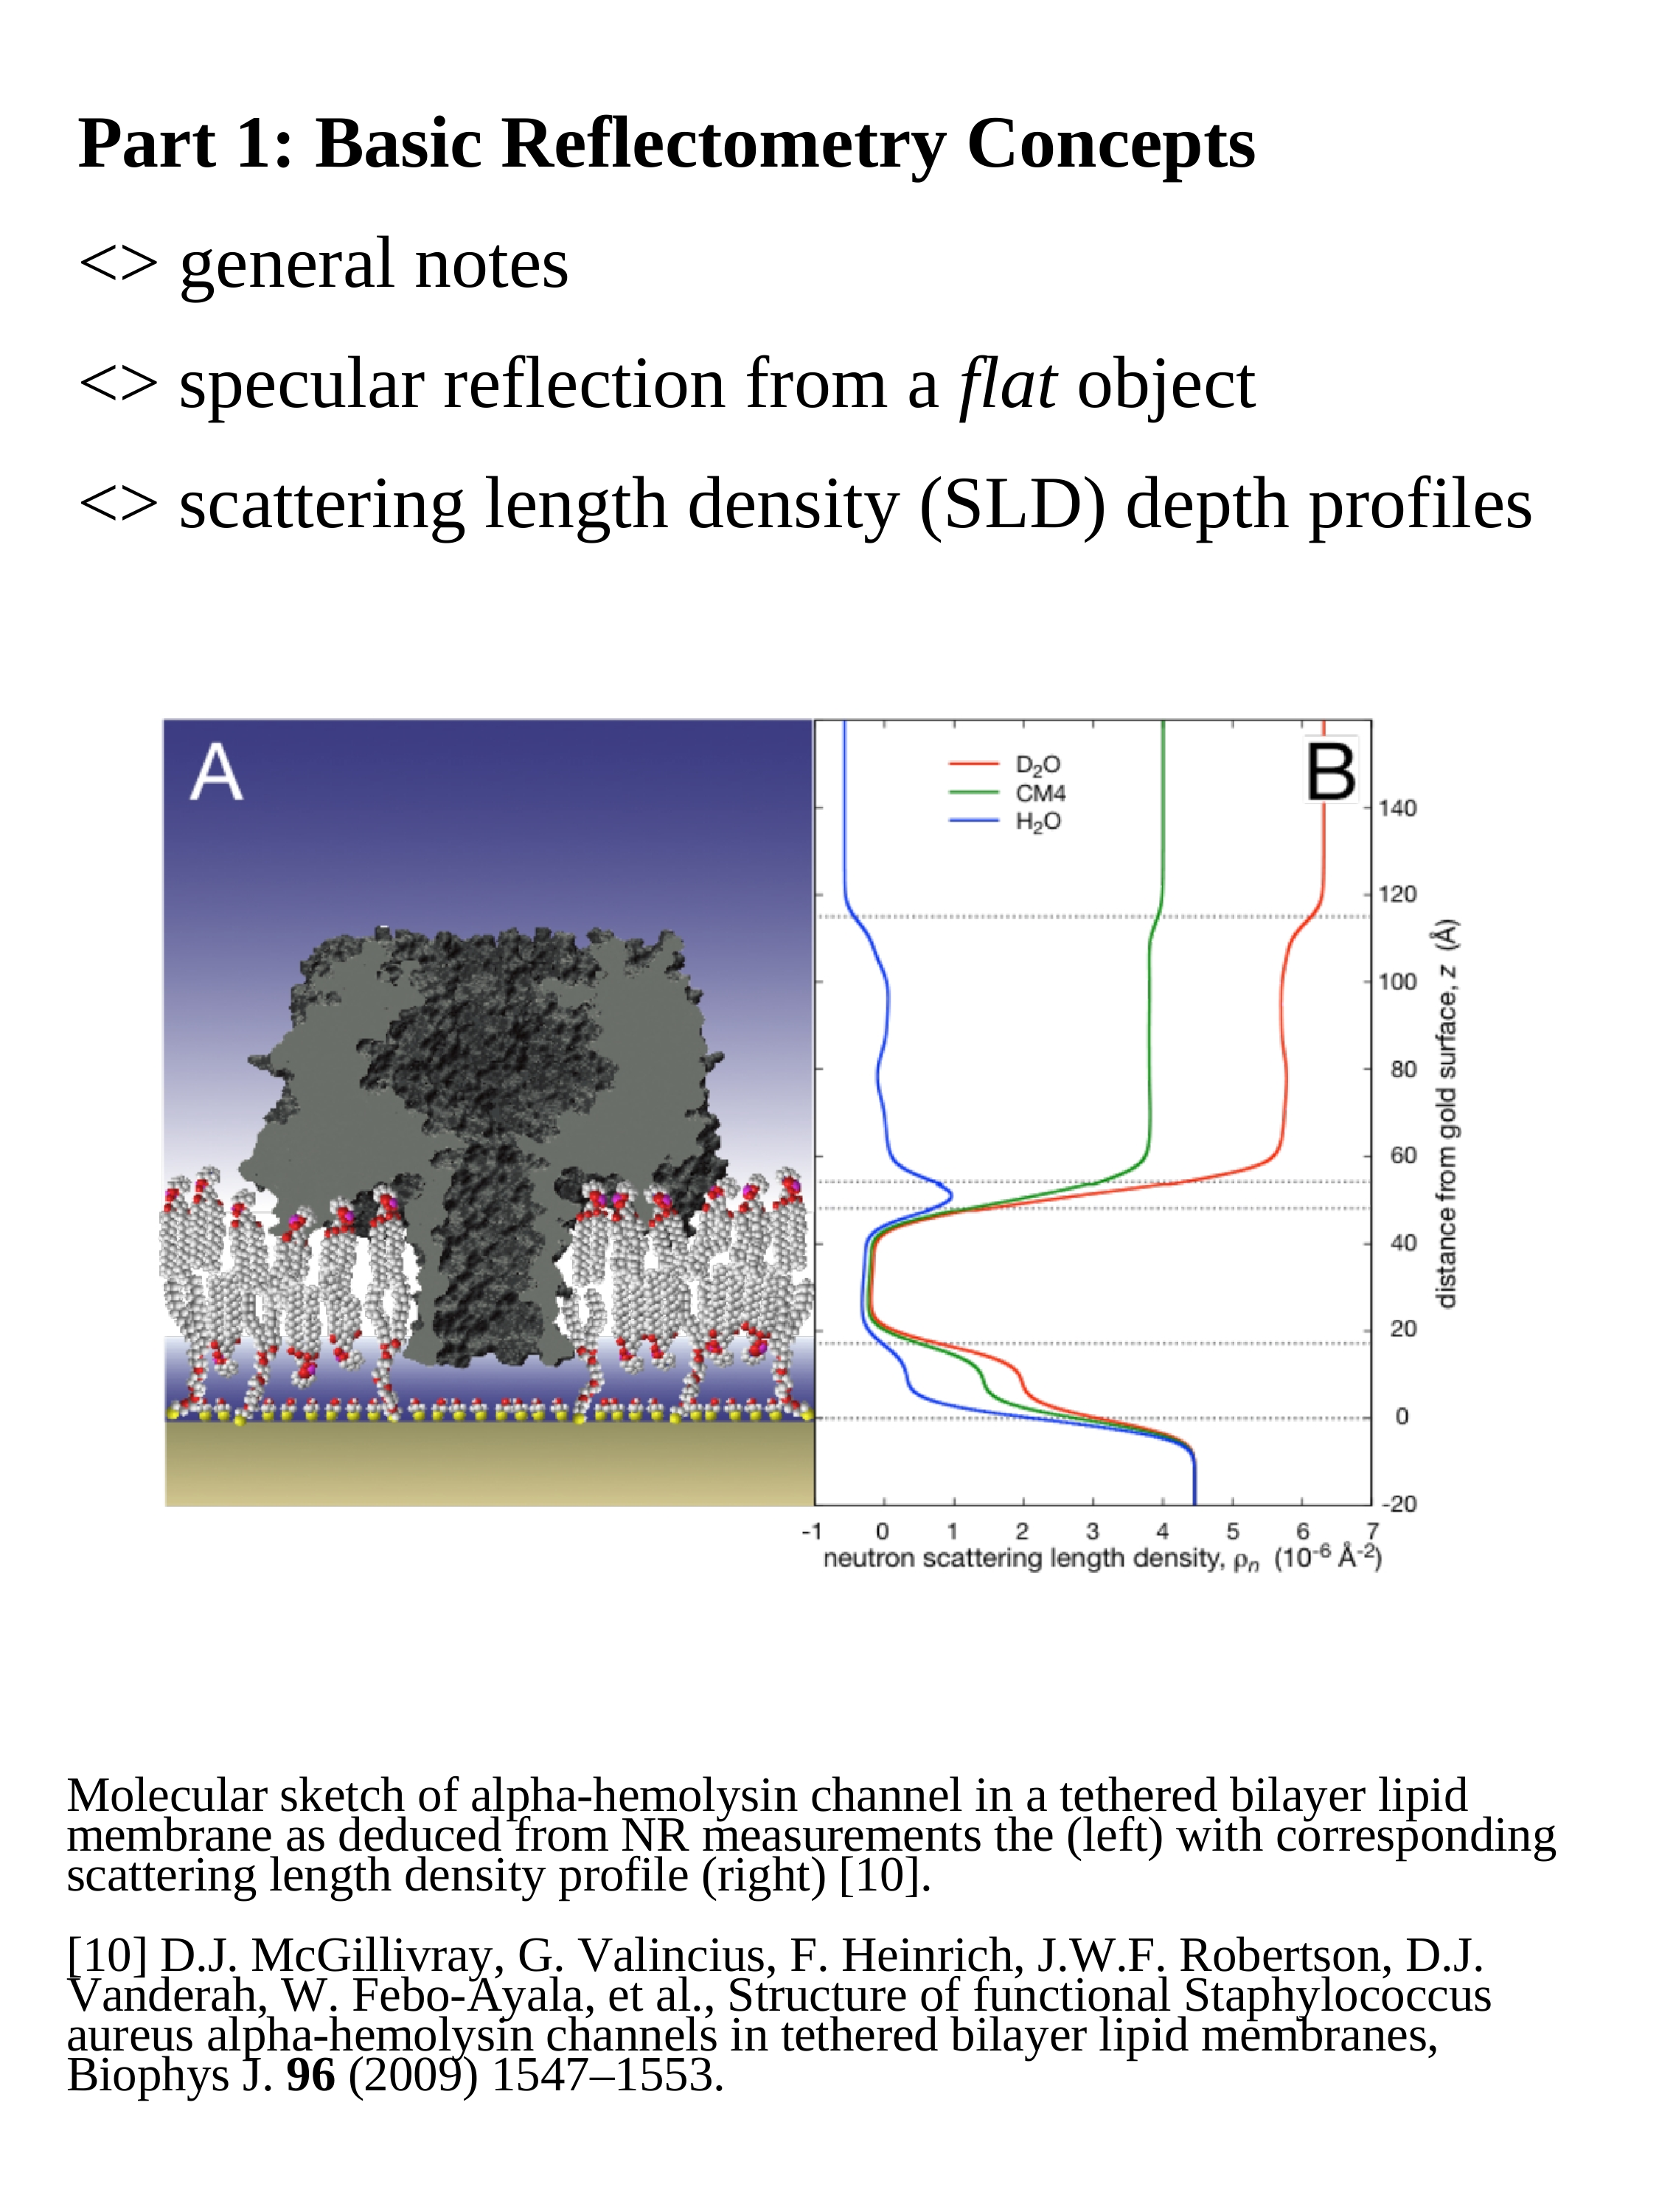 Part 1: Basic Reflectometry Concepts
<> general notes
<> specular reflection from a flat object
<> scattering length density (SLD) depth profiles
A
B
D₂O
CM4
H₂O
140
120
100
80
60
40
20
0
-20
distance from gold surface, z (Å)
-1 0 1 2 3 4 5 6 7
neutron scattering length density, ρₙ (10⁻⁶ Å⁻²)
Molecular sketch of alpha-hemolysin channel in a tethered bilayer lipid
membrane as deduced from NR measurements the (left) with corresponding
scattering length density profile (right) [10].
[10] D.J. McGillivray, G. Valincius, F. Heinrich, J.W.F. Robertson, D.J.
Vanderah, W. Febo-Ayala, et al., Structure of functional Staphylococcus
aureus alpha-hemolysin channels in tethered bilayer lipid membranes,
Biophys J. 96 (2009) 1547–1553.